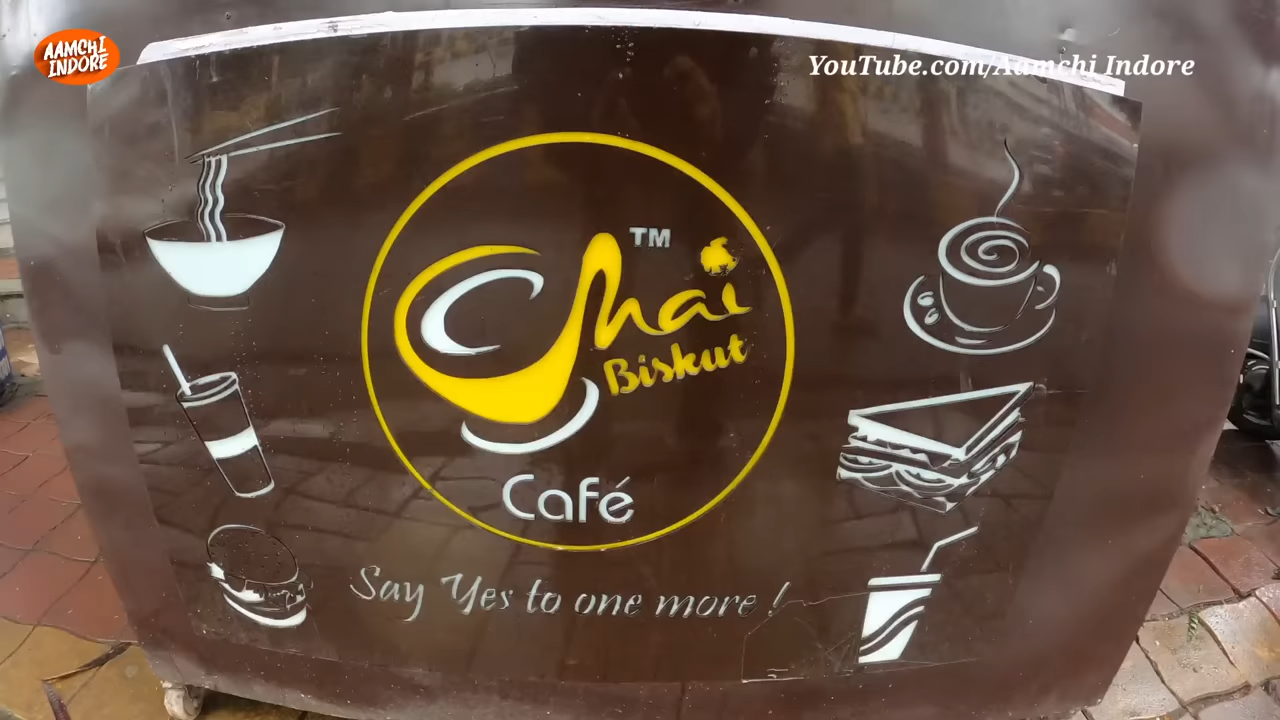 AAMCHI
INDORE
YouTube.com/Aamchi Indore
TM
Chai
Biskut
Café
Say Yes to one more !